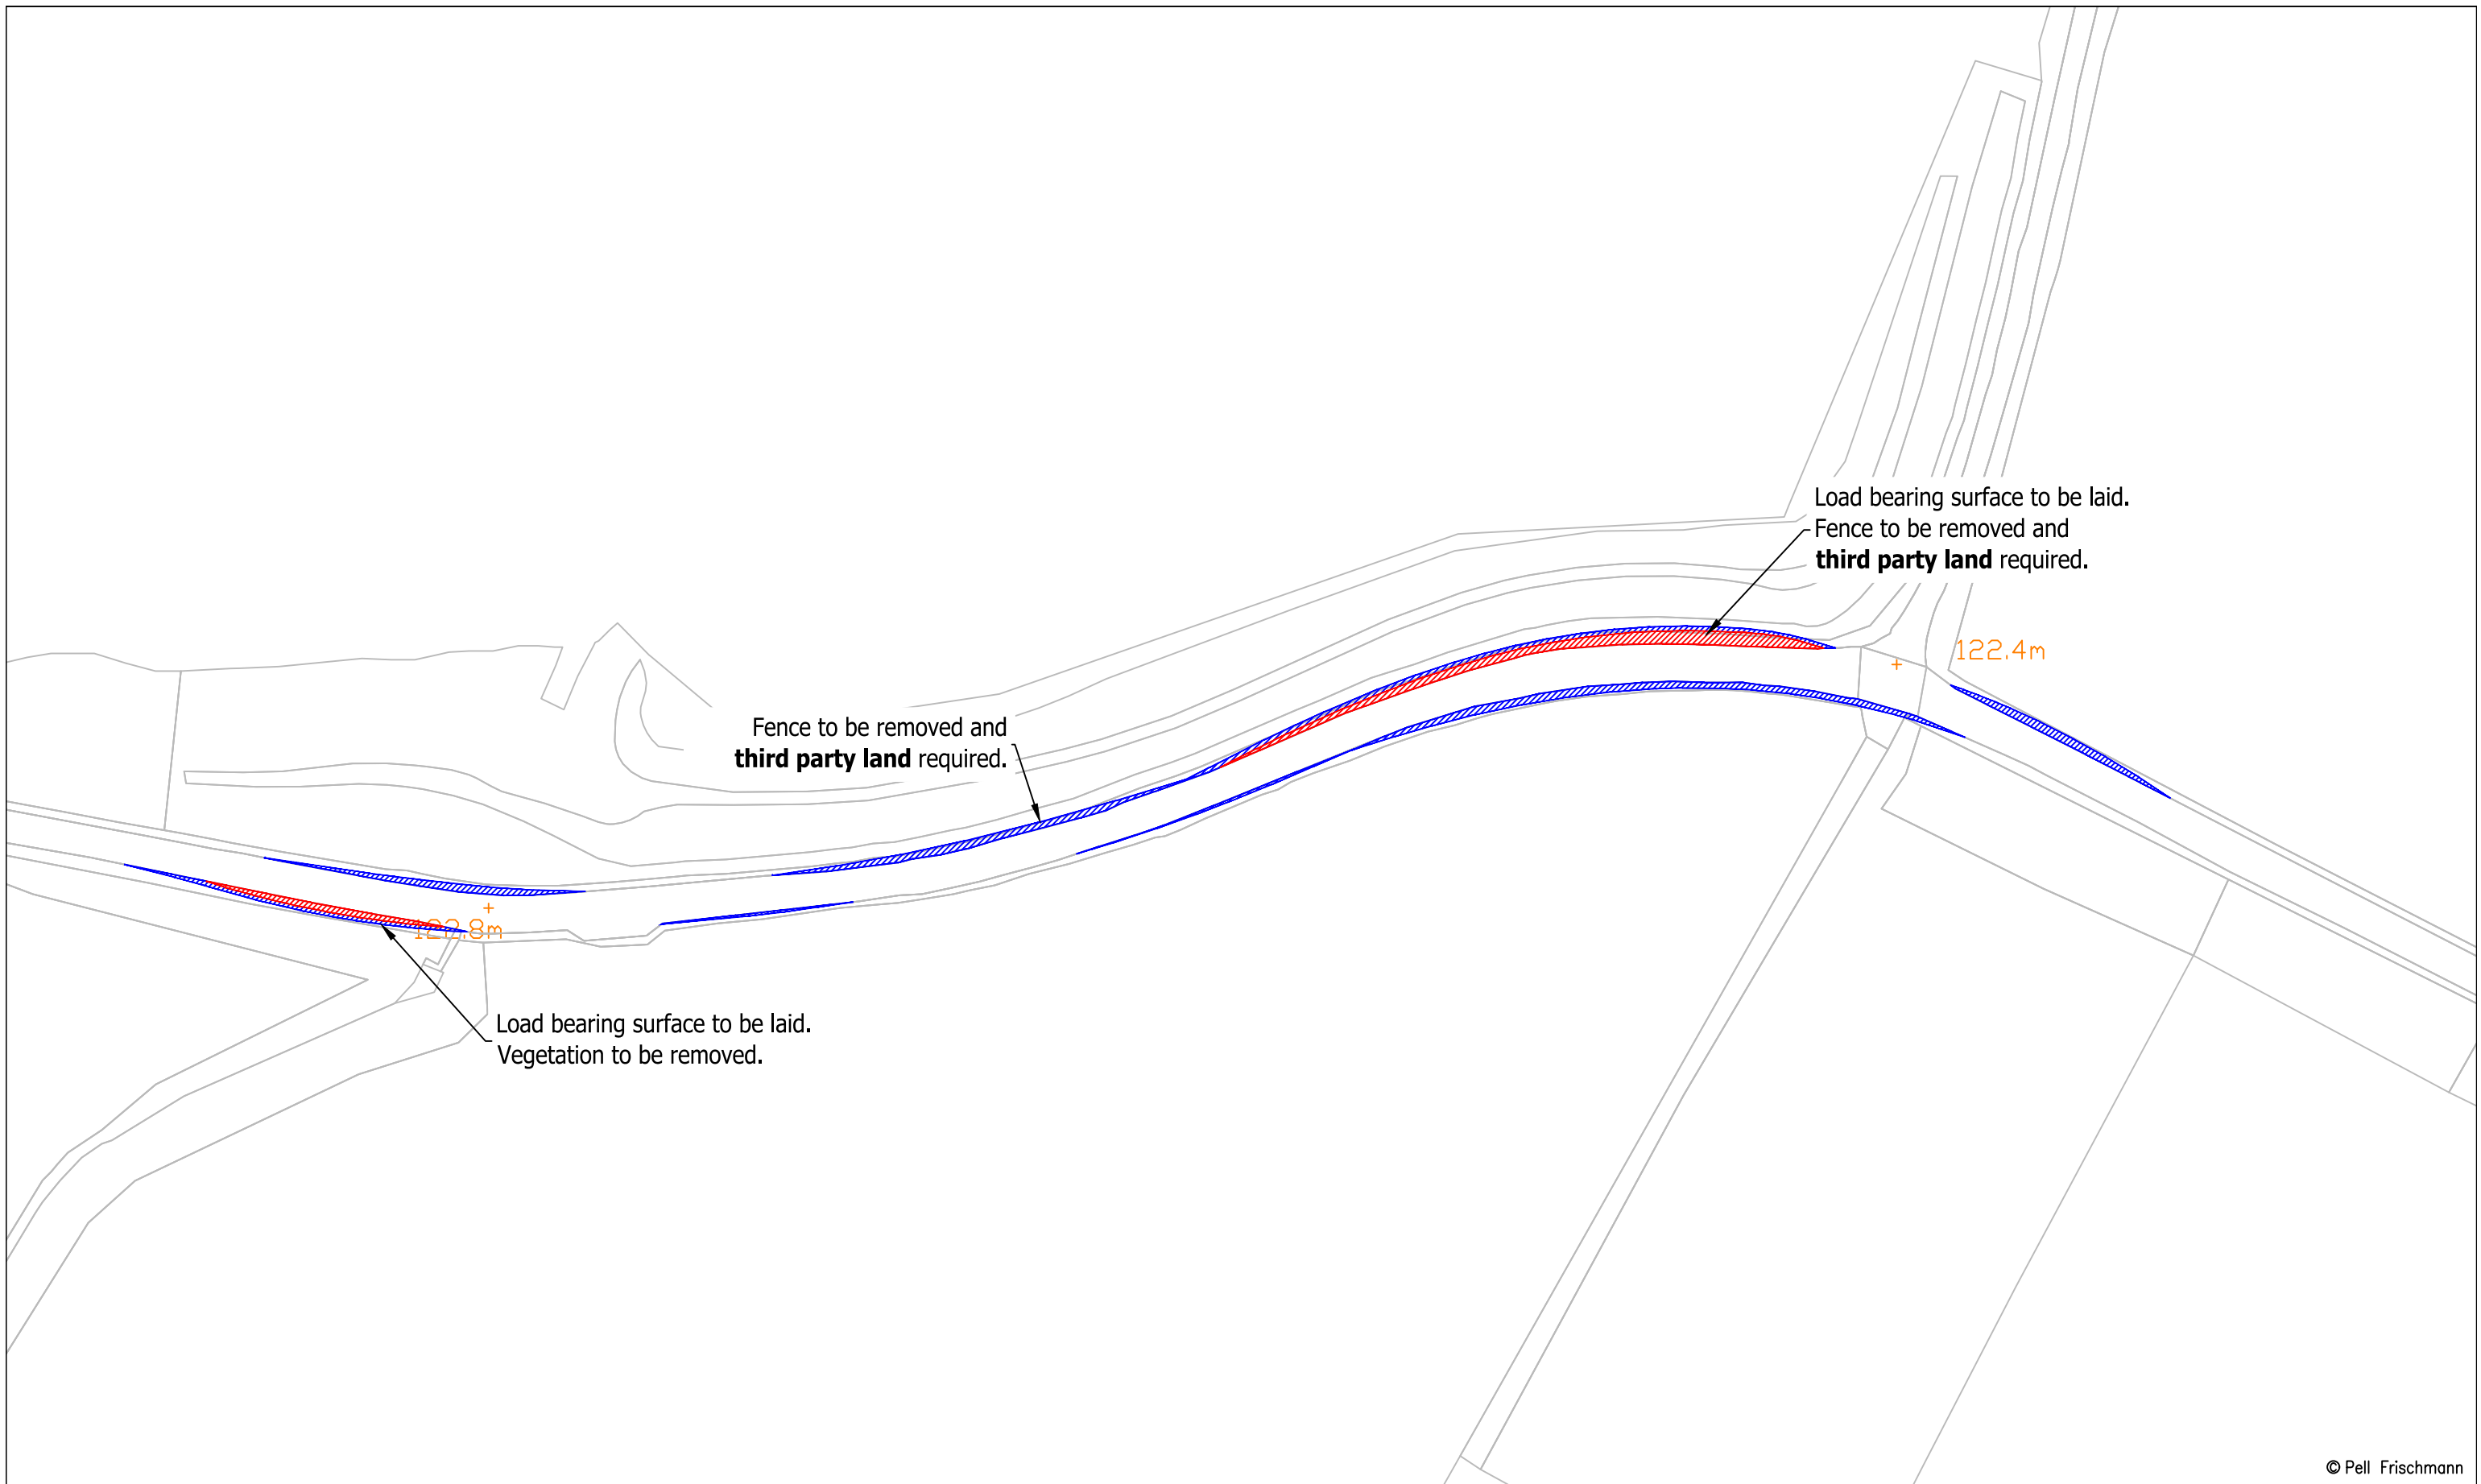 Load bearing surface to be laid.
Fence to be removed and
third party land required.
122.4m
Fence to be removed and
third party land required.
122.8m
Load bearing surface to be laid.
Vegetation to be removed.
© Pell Frischmann